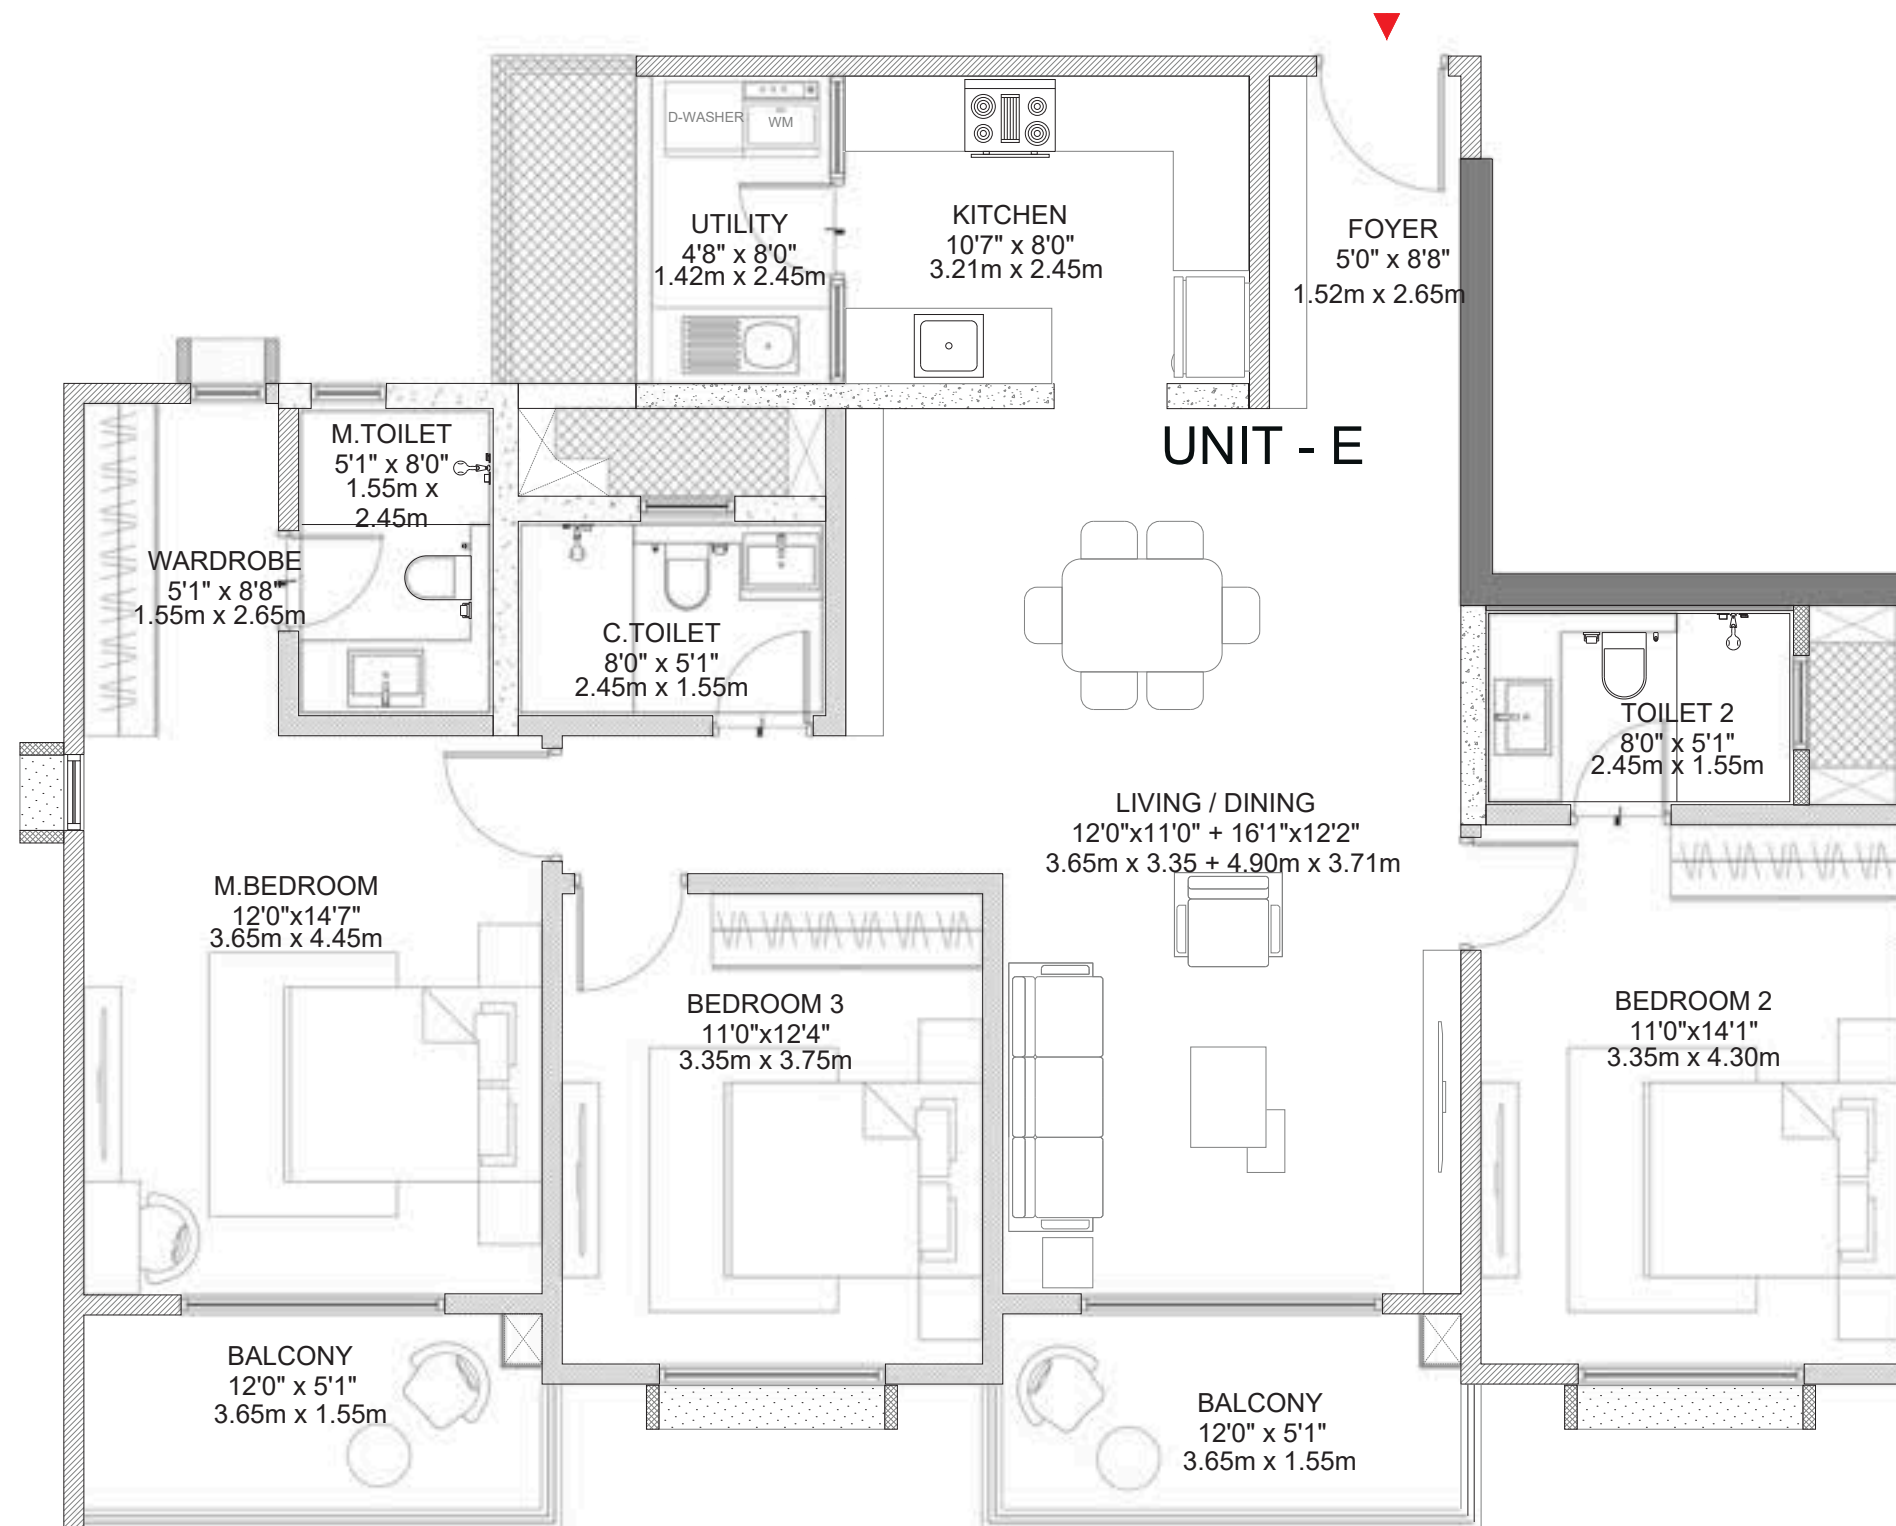 D-WASHER
WM
UTILITY
4'8" x 8'0"
1.42m x 2.45m
KITCHEN
10'7" x 8'0"
3.21m x 2.45m
FOYER
5'0" x 8'8"
1.52m x 2.65m
UNIT - E
M.TOILET
5'1" x 8'0"
1.55m x
2.45m
WARDROBE
5'1" x 8'8"
1.55m x 2.65m
C.TOILET
8'0" x 5'1"
2.45m x 1.55m
TOILET 2
8'0" x 5'1"
2.45m x 1.55m
LIVING / DINING
12'0"x11'0" + 16'1"x12'2"
3.65m x 3.35 + 4.90m x 3.71m
M.BEDROOM
12'0"x14'7"
3.65m x 4.45m
BEDROOM 3
11'0"x12'4"
3.35m x 3.75m
BEDROOM 2
11'0"x14'1"
3.35m x 4.30m
BALCONY
12'0" x 5'1"
3.65m x 1.55m
BALCONY
12'0" x 5'1"
3.65m x 1.55m